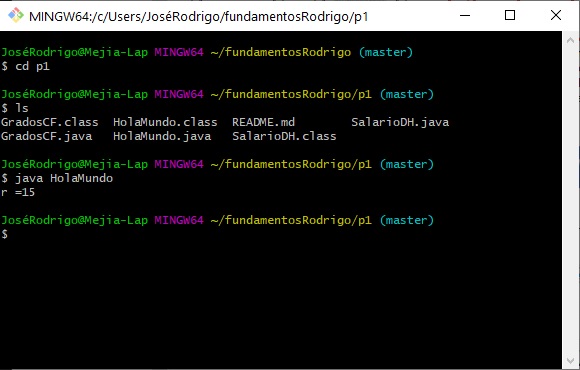 MINGW64:/c/Users/JoséRodrigo/fundamentosRodrigo/p1
JoséRodrigo@Mejia-Lap MINGW64 ~/fundamentosRodrigo (master)
$ cd p1
JoséRodrigo@Mejia-Lap MINGW64 ~/fundamentosRodrigo/p1 (master)
$ ls
GradosCF.class  HolaMundo.class  README.md        SalarioDH.java
GradosCF.java   HolaMundo.java   SalarioDH.class
JoséRodrigo@Mejia-Lap MINGW64 ~/fundamentosRodrigo/p1 (master)
$ java HolaMundo
r =15
JoséRodrigo@Mejia-Lap MINGW64 ~/fundamentosRodrigo/p1 (master)
$